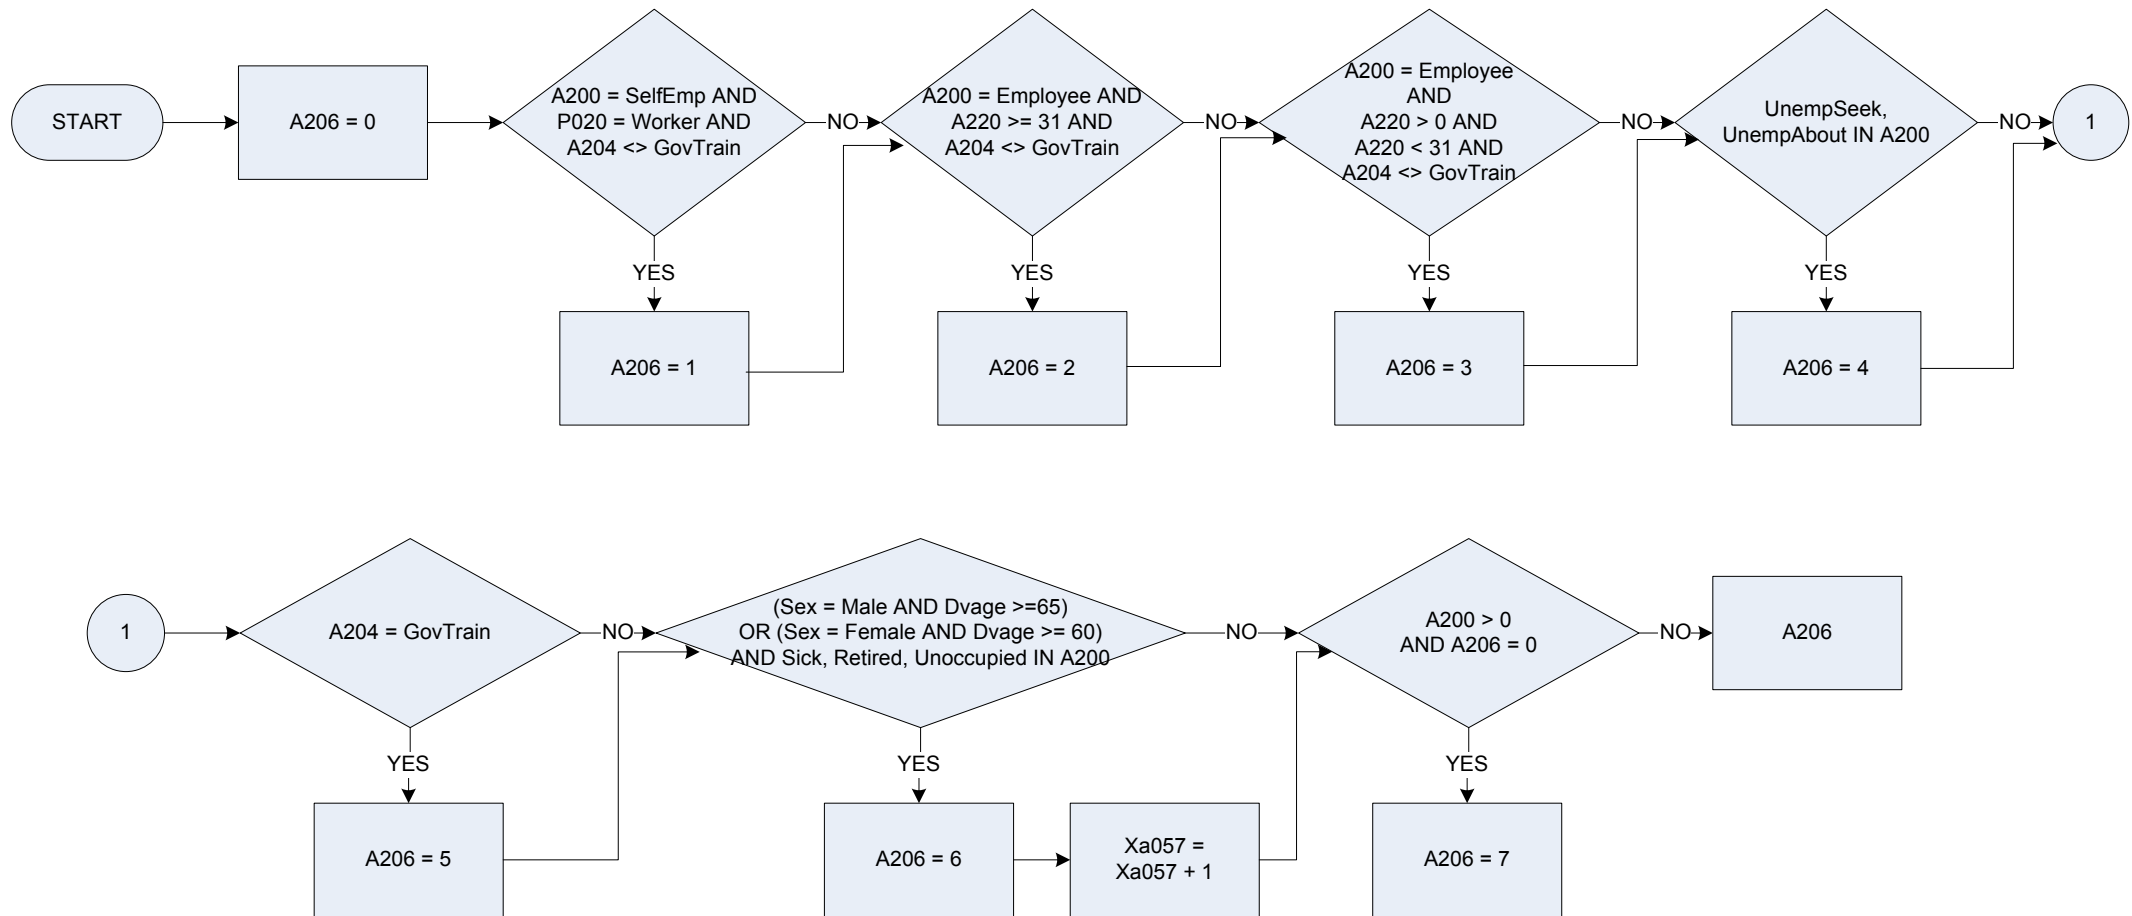 START
A206 = 0
A200 = SelfEmp AND
P020 = Worker AND
A204 <> GovTrain
NO
A200 = Employee AND
A220 >= 31 AND
A204 <> GovTrain
NO
A200 = Employee
AND
A220 > 0 AND
A220 < 31 AND
A204 <> GovTrain
NO
UnempSeek,
UnempAbout IN A200
NO
1
YES
YES
YES
YES
A206 = 1
A206 = 2
A206 = 3
A206 = 4
1
A204 = GovTrain
NO
(Sex = Male AND Dvage >=65)
OR (Sex = Female AND Dvage >= 60)
AND Sick, Retired, Unoccupied IN A200
NO
A200 > 0
AND A206 = 0
NO
A206
YES
YES
YES
A206 = 5
A206 = 6
Xa057 =
Xa057 + 1
A206 = 7